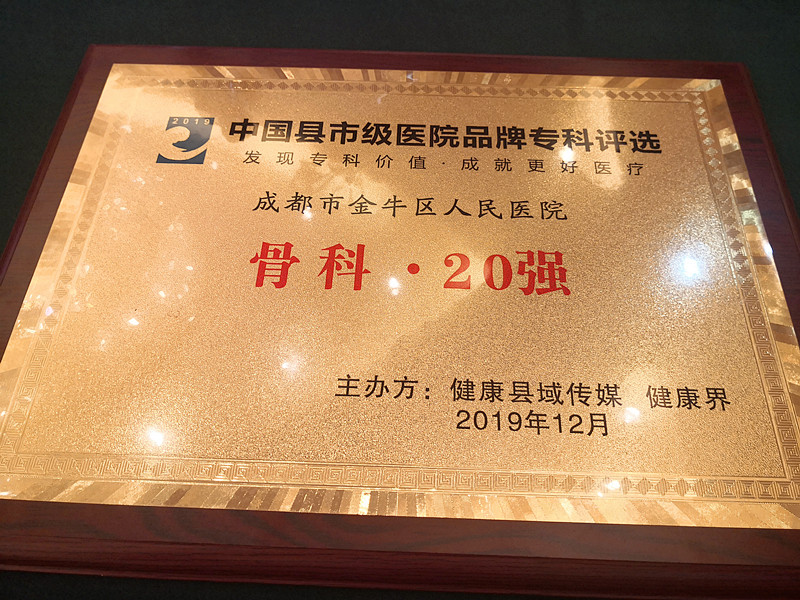 2019
中国县市级医院品牌专科评选
发现专科价值·成就更好医疗
成都市金牛区人民医院
骨科·20强
主办方：健康县域传媒 健康界
2019年12月